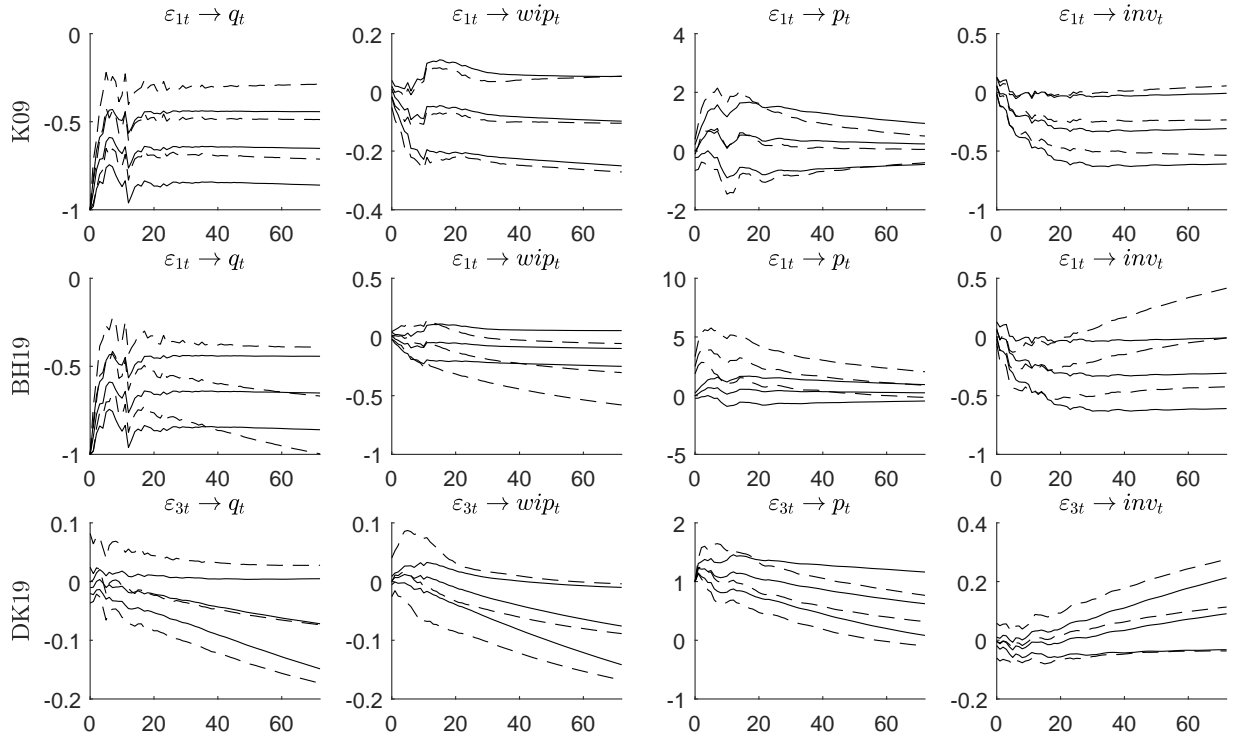 ε1t → qt ε1t → wipt ε1t → pt ε1t → invt
K09
0 -0.5 -1
0.2 0 -0.2 -0.4
4 2 0 -2
0.5 0 -0.5 -1
0 20 40 60 0 20 40 60 0 20 40 60 0 20 40 60
ε1t → qt ε1t → wipt ε1t → pt ε1t → invt
BH19
0 -0.5 -1
0.5 0 -0.5 -1
10 5 0 -5
0.5 0 -0.5 -1
0 20 40 60 0 20 40 60 0 20 40 60 0 20 40 60
ε3t → qt ε3t → wipt ε3t → pt ε3t → invt
DK19
0.1 0 -0.1 -0.2
0.1 0 -0.1 -0.2
2 1 0 -1
0.4 0.2 0 -0.2
0 20 40 60 0 20 40 60 0 20 40 60 0 20 40 60